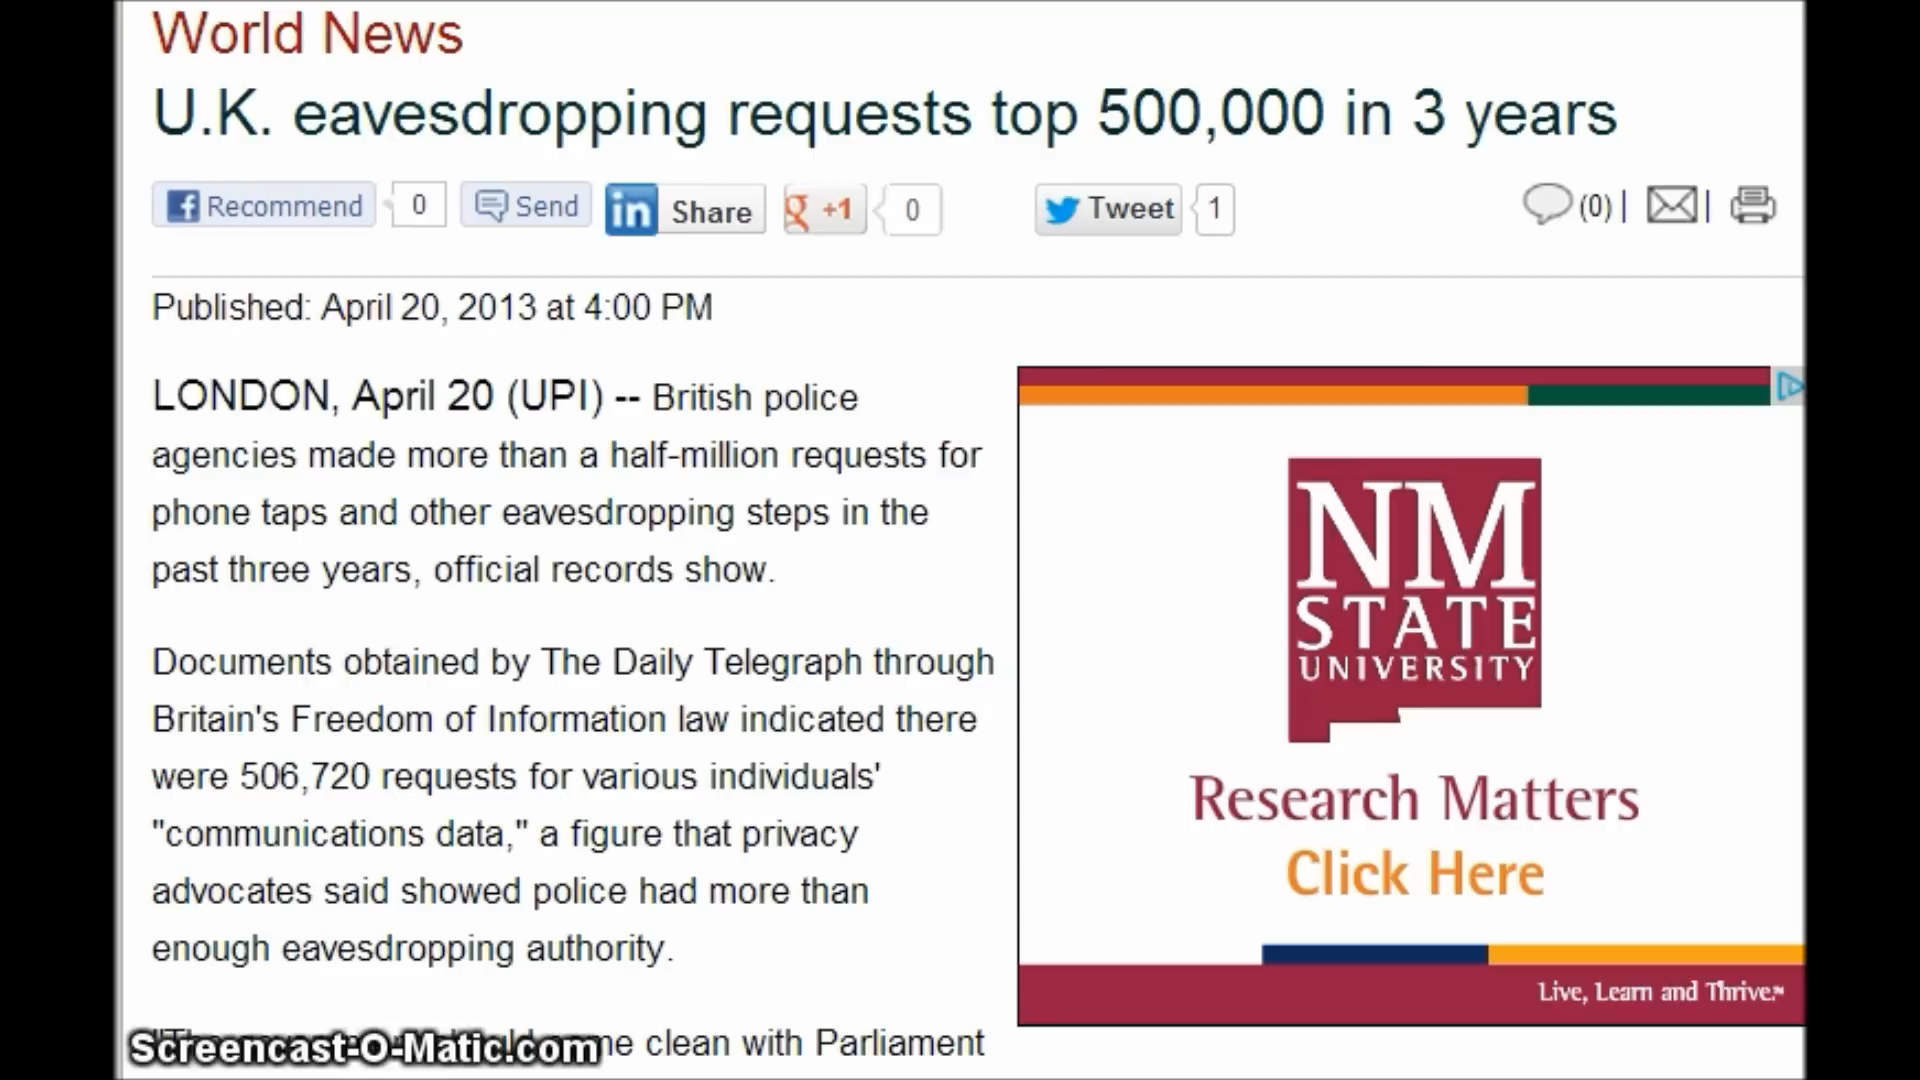 World News
U.K. eavesdropping requests top 500,000 in 3 years
Recommend 0 Send in Share g +1 0 Tweet 1 (0) | |
Published: April 20, 2013 at 4:00 PM
LONDON, April 20 (UPI) -- British police
agencies made more than a half-million requests for
phone taps and other eavesdropping steps in the
past three years, official records show.
Documents obtained by The Daily Telegraph through
Britain's Freedom of Information law indicated there
were 506,720 requests for various individuals'
"communications data," a figure that privacy
advocates said showed police had more than
enough eavesdropping authority.
clean with Parliament
Screencast-O-Matic.com
NM
STATE
UNIVERSITY
Research Matters
Click Here
Live, Learn and Thrive.™